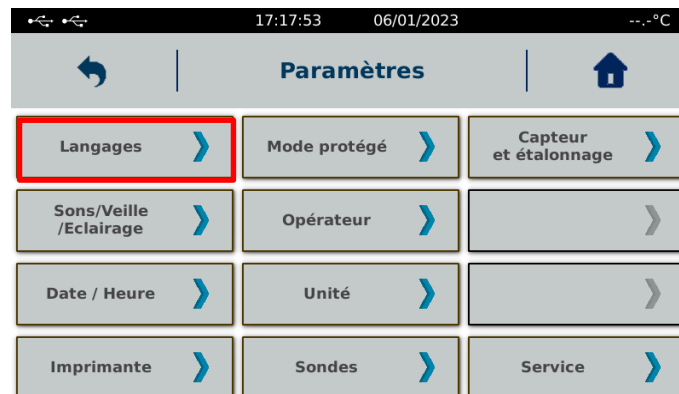 17:17:53 06/01/2023 --.-°C
Paramètres
Langages
Mode protégé
Capteur
et étalonnage
Sons/Veille
/Eclairage
Opérateur
Date / Heure
Unité
Imprimante
Sondes
Service